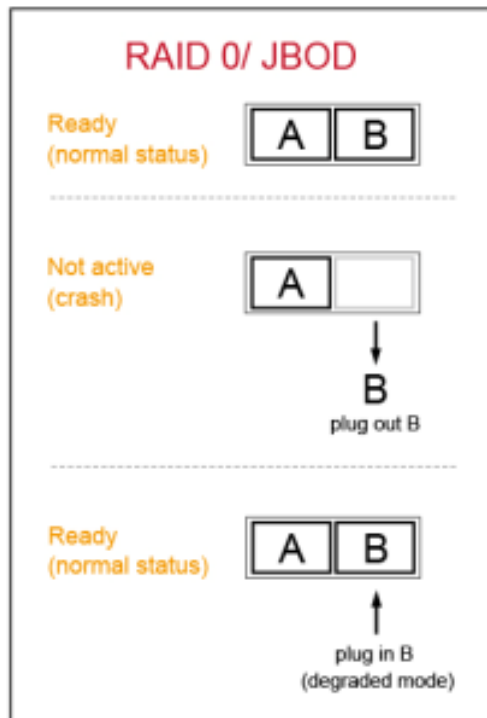 RAID 0/ JBOD
Ready
(normal status)
A B
Not active
(crash)
A
B
plug out B
Ready
(normal status)
A B
plug in B
(degraded mode)